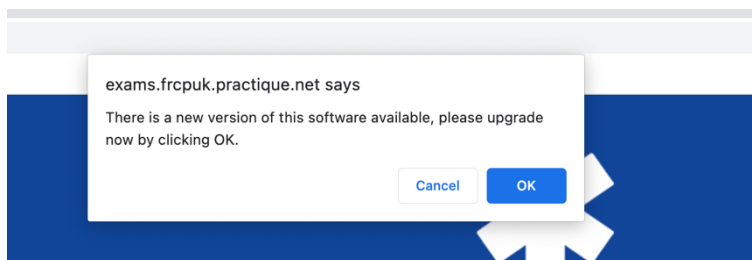 exams.frcpuk.practique.net says
There is a new version of this software available, please upgrade
now by clicking OK.
Cancel OK